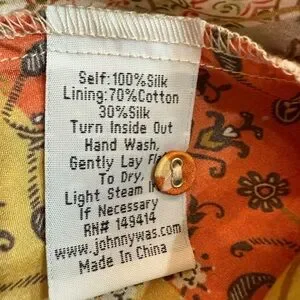 Self:100%Silk
Lining:70%Cotton
30%Silk
Turn Inside Out
Hand Wash,
Gently Lay
To Dry,
Light Steam
If Necessary
RN# 149414
www.johnnywas.com
Made In China